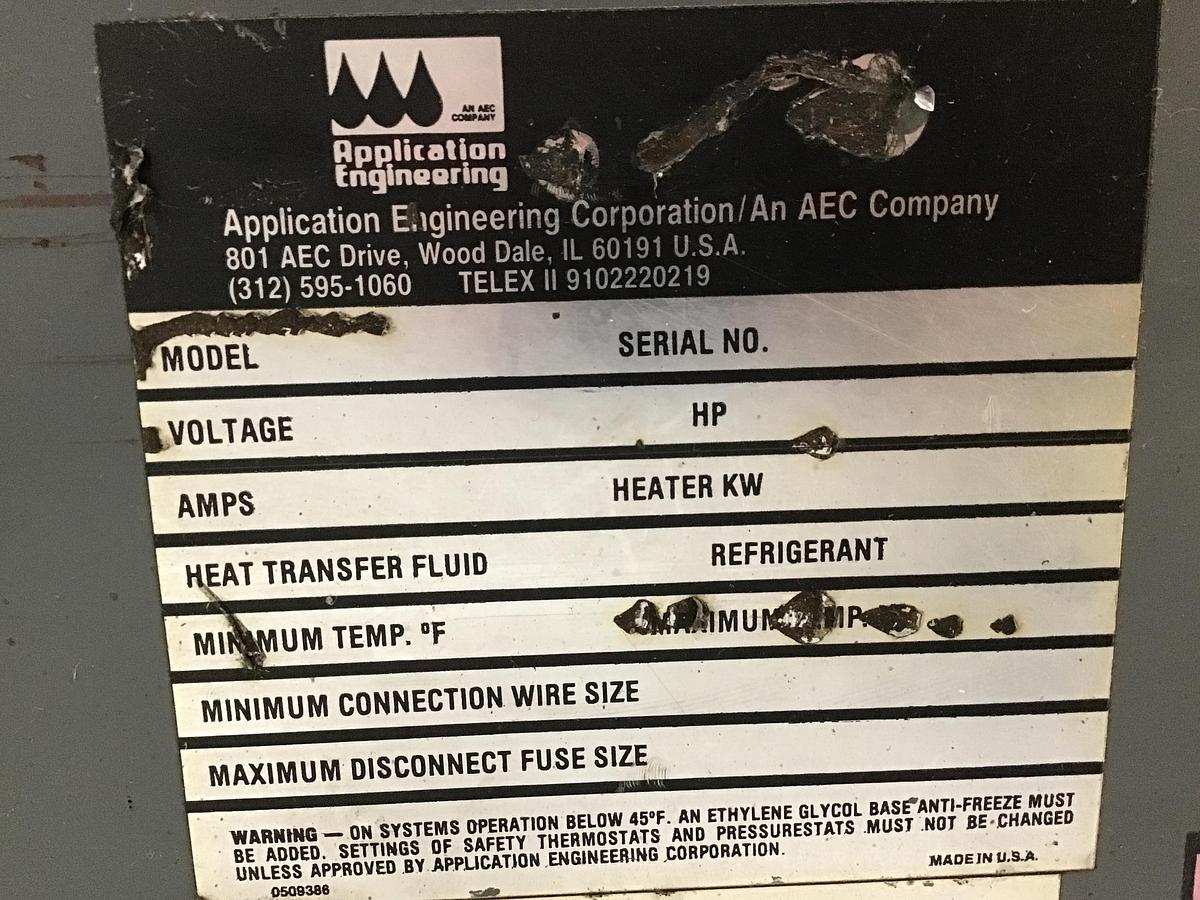 AN AEC
COMPANY
Application
Engineering
Application Engineering Corporation/An AEC Company
801 AEC Drive, Wood Dale, IL 60191 U.S.A.
(312) 595-1060 TELEX II 9102220219
MODEL SERIAL NO.
VOLTAGE HP
AMPS HEATER KW
HEAT TRANSFER FLUID REFRIGERANT
MINIMUM TEMP. ºF MAXIMUM TEMP.
MINIMUM CONNECTION WIRE SIZE
MAXIMUM DISCONNECT FUSE SIZE
WARNING — ON SYSTEMS OPERATION BELOW 45ºF. AN ETHYLENE GLYCOL BASE ANTI-FREEZE MUST
BE ADDED. SETTINGS OF SAFETY THERMOSTATS AND PRESSURESTATS MUST NOT BE CHANGED
UNLESS APPROVED BY APPLICATION ENGINEERING CORPORATION.
MADE IN U.S.A.
0509386